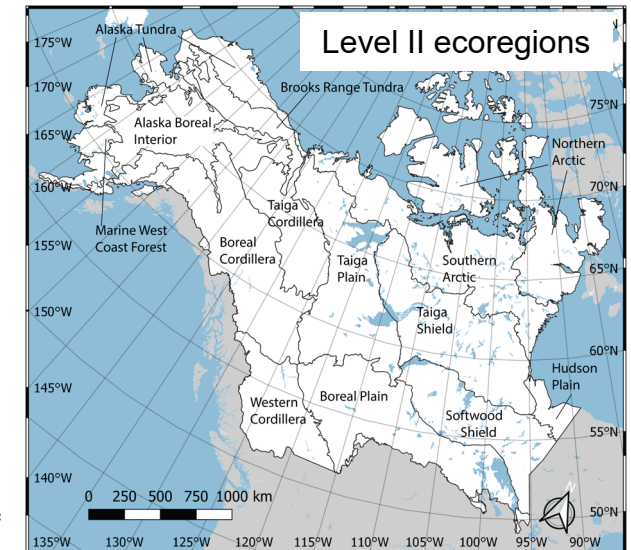 Level II ecoregions
Alaska Tundra
175°W
170°W
Brooks Range Tundra
75°N
Alaska Boreal
Interior
165°W
Northern
Arctic
160°W
70°N
Taiga
Cordillera
Marine West
Coast Forest
155°W
Boreal
Cordillera
Taiga
Plain
Southern
Arctic
65°N
150°W
Taiga
Shield
60°N
Hudson
Plain
145°W
Western
Cordillera
Boreal Plain
Softwood
Shield
55°N
140°W
0 250 500 750 1000 km
N
50°N
135°W 130°W 125°W 120°W 115°W 110°W 105°W 100°W 95°W 90°W